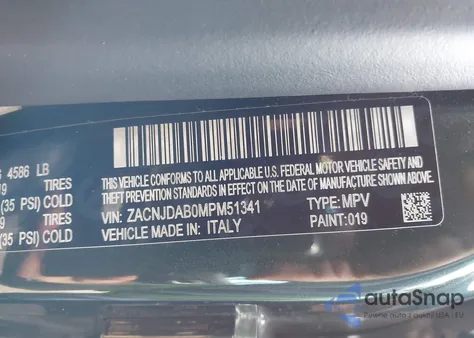 4586 LB
THIS VEHICLE CONFORMS TO ALL APPLICABLE U.S. FEDERAL MOTOR VEHICLE SAFETY AND
THEFT PREVENTION STANDARDS IN EFFECT ON THE DATE OF MANUFACTURE SHOWN ABOVE.
VIN: ZACNJDAB0MPM51341 TYPE: MPV
VEHICLE MADE IN: ITALY PAINT: 019
TIRES
(35 PSI) COLD
TIRES
(35 PSI) COLD
autoSnap